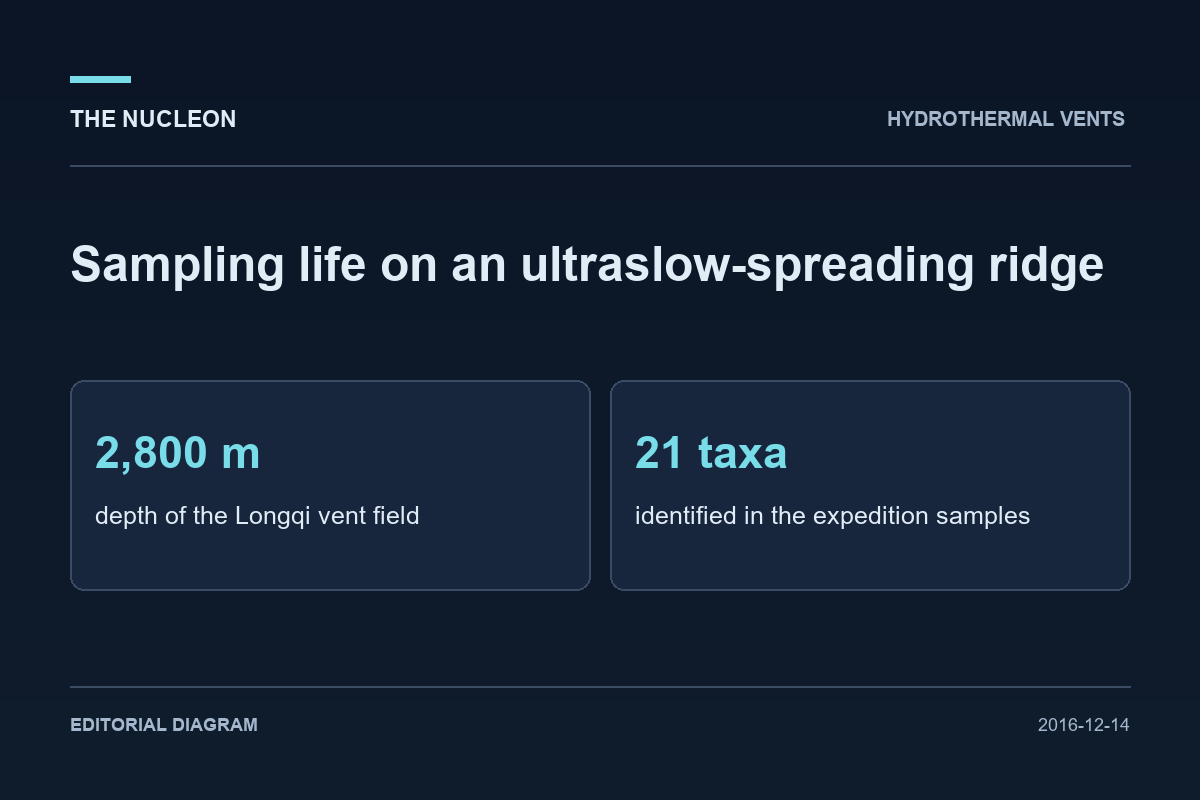 THE NUCLEON
HYDROTHERMAL VENTS
Sampling life on an ultraslow-spreading ridge
2,800 m
depth of the Longqi vent field
21 taxa
identified in the expedition samples
EDITORIAL DIAGRAM
2016-12-14